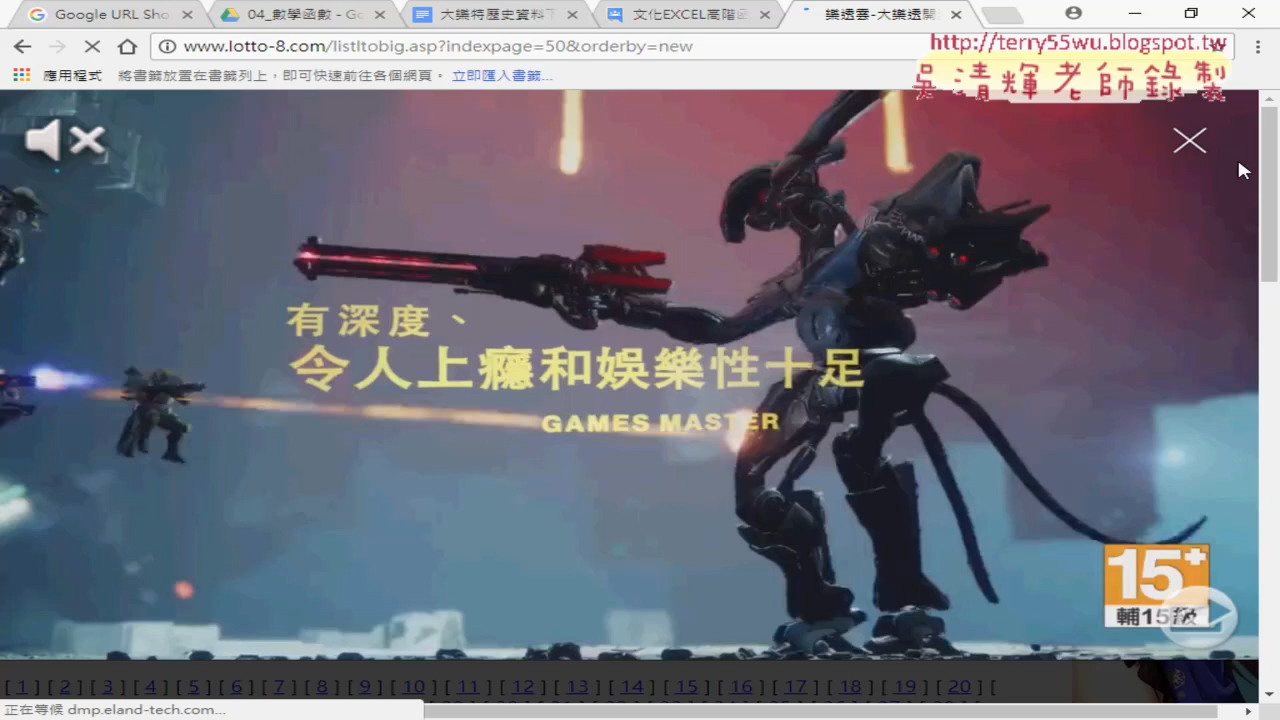 Google URL Sho
04_數學函數 - Go
大樂符歷史資料下
文化EXCEL高階函
樂透雲-大樂透開
www.lotto-8.com/listltobig.asp?indexpage=50&orderby=new
http://terry55wu.blogspot.tw
應用程式
將書籤放置在書籤列上，即可快速前往各個網頁。
立即匯入書籤...
吳清輝老師錄製
有深度、
令人上癮和娛樂性十足
GAMES MASTER
15+
輔15級
[ 1 ] [ 2 ] [ 3 ] [ 4 ] [ 5 ] [ 6 ] [ 7 ] [ 8 ] [ 9 ] [ 10 ] [ 11 ] [ 12 ] [ 13 ] [ 14 ] [ 15 ] [ 16 ] [ 17 ] [ 18 ] [ 19 ] [ 20 ] [
正在等候 dmp.eland-tech.com...